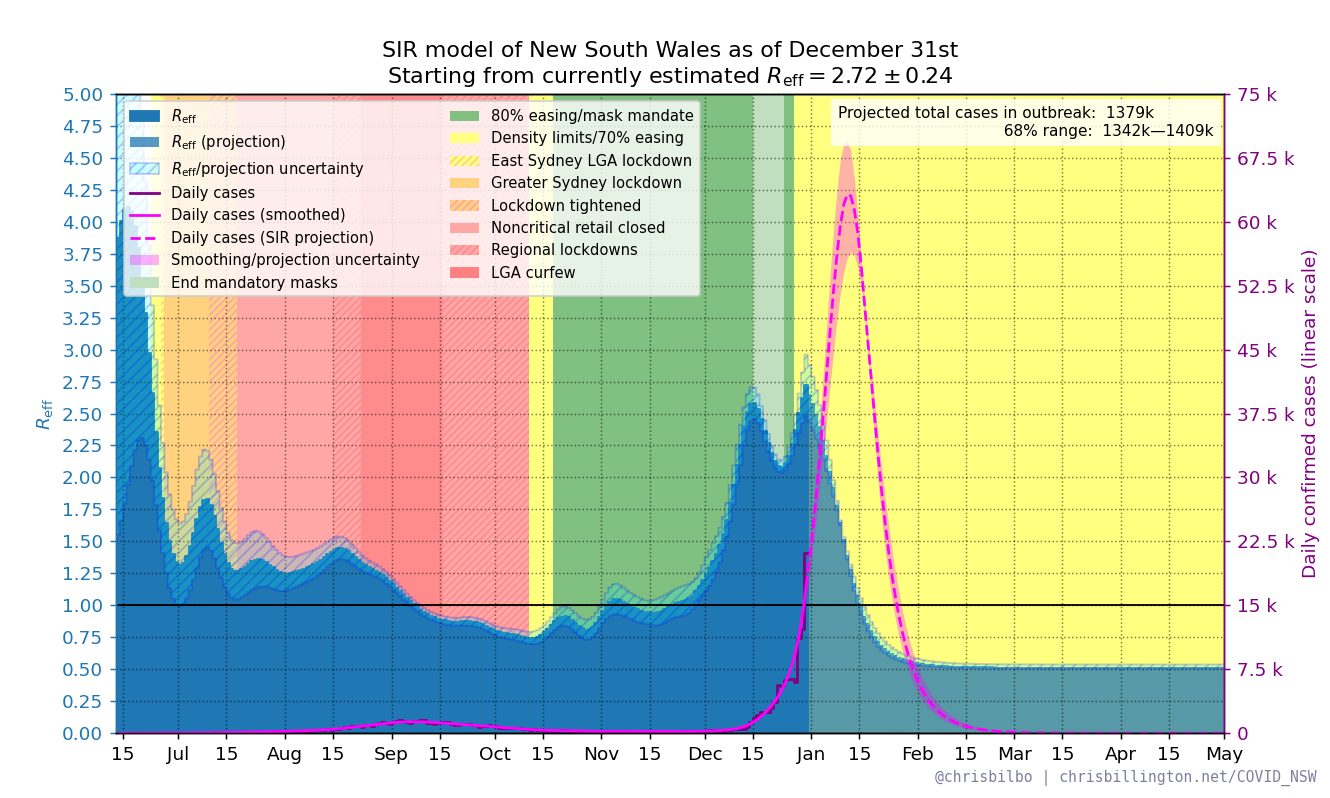 SIR model of New South Wales as of December 31st
Starting from currently estimated Reff = 2.72 ± 0.24
Projected total cases in outbreak: 1379k
68% range: 1342k—1409k
Reff
Reff (projection)
Reff/projection uncertainty
Daily cases
Daily cases (smoothed)
Daily cases (SIR projection)
Smoothing/projection uncertainty
End mandatory masks
80% easing/mask mandate
Density limits/70% easing
East Sydney LGA lockdown
Greater Sydney lockdown
Lockdown tightened
Noncritical retail closed
Regional lockdowns
LGA curfew
Reff
5.00
4.75
4.50
4.25
4.00
3.75
3.50
3.25
3.00
2.75
2.50
2.25
2.00
1.75
1.50
1.25
1.00
0.75
0.50
0.25
0.00
75 k
67.5 k
60 k
52.5 k
45 k
37.5 k
30 k
22.5 k
15 k
7.5 k
0
Daily confirmed cases (linear scale)
15 Jul 15 Aug 15 Sep 15 Oct 15 Nov 15 Dec 15 Jan 15 Feb 15 Mar 15 Apr 15 May
@chrisbilbo | chrisbillington.net/COVID_NSW